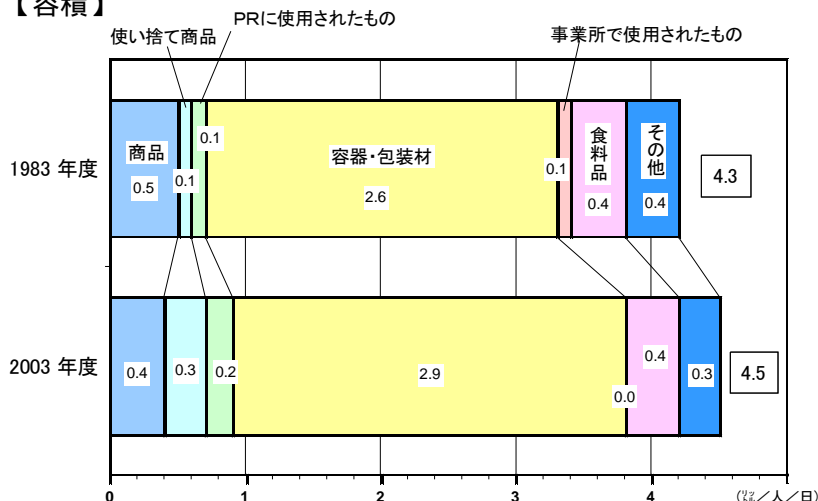 【容積】
使い捨て商品
PRに使用されたもの
事業所で使用されたもの
1983 年度
商品
0.5
0.1
0.1
容器・包装材
2.6
0.1
食料品
0.4
その他
0.4
4.3
2003 年度
0.4
0.3
0.2
2.9
0.0
0.4
0.3
4.5
0 1 2 3 4
(㍑／人／日)